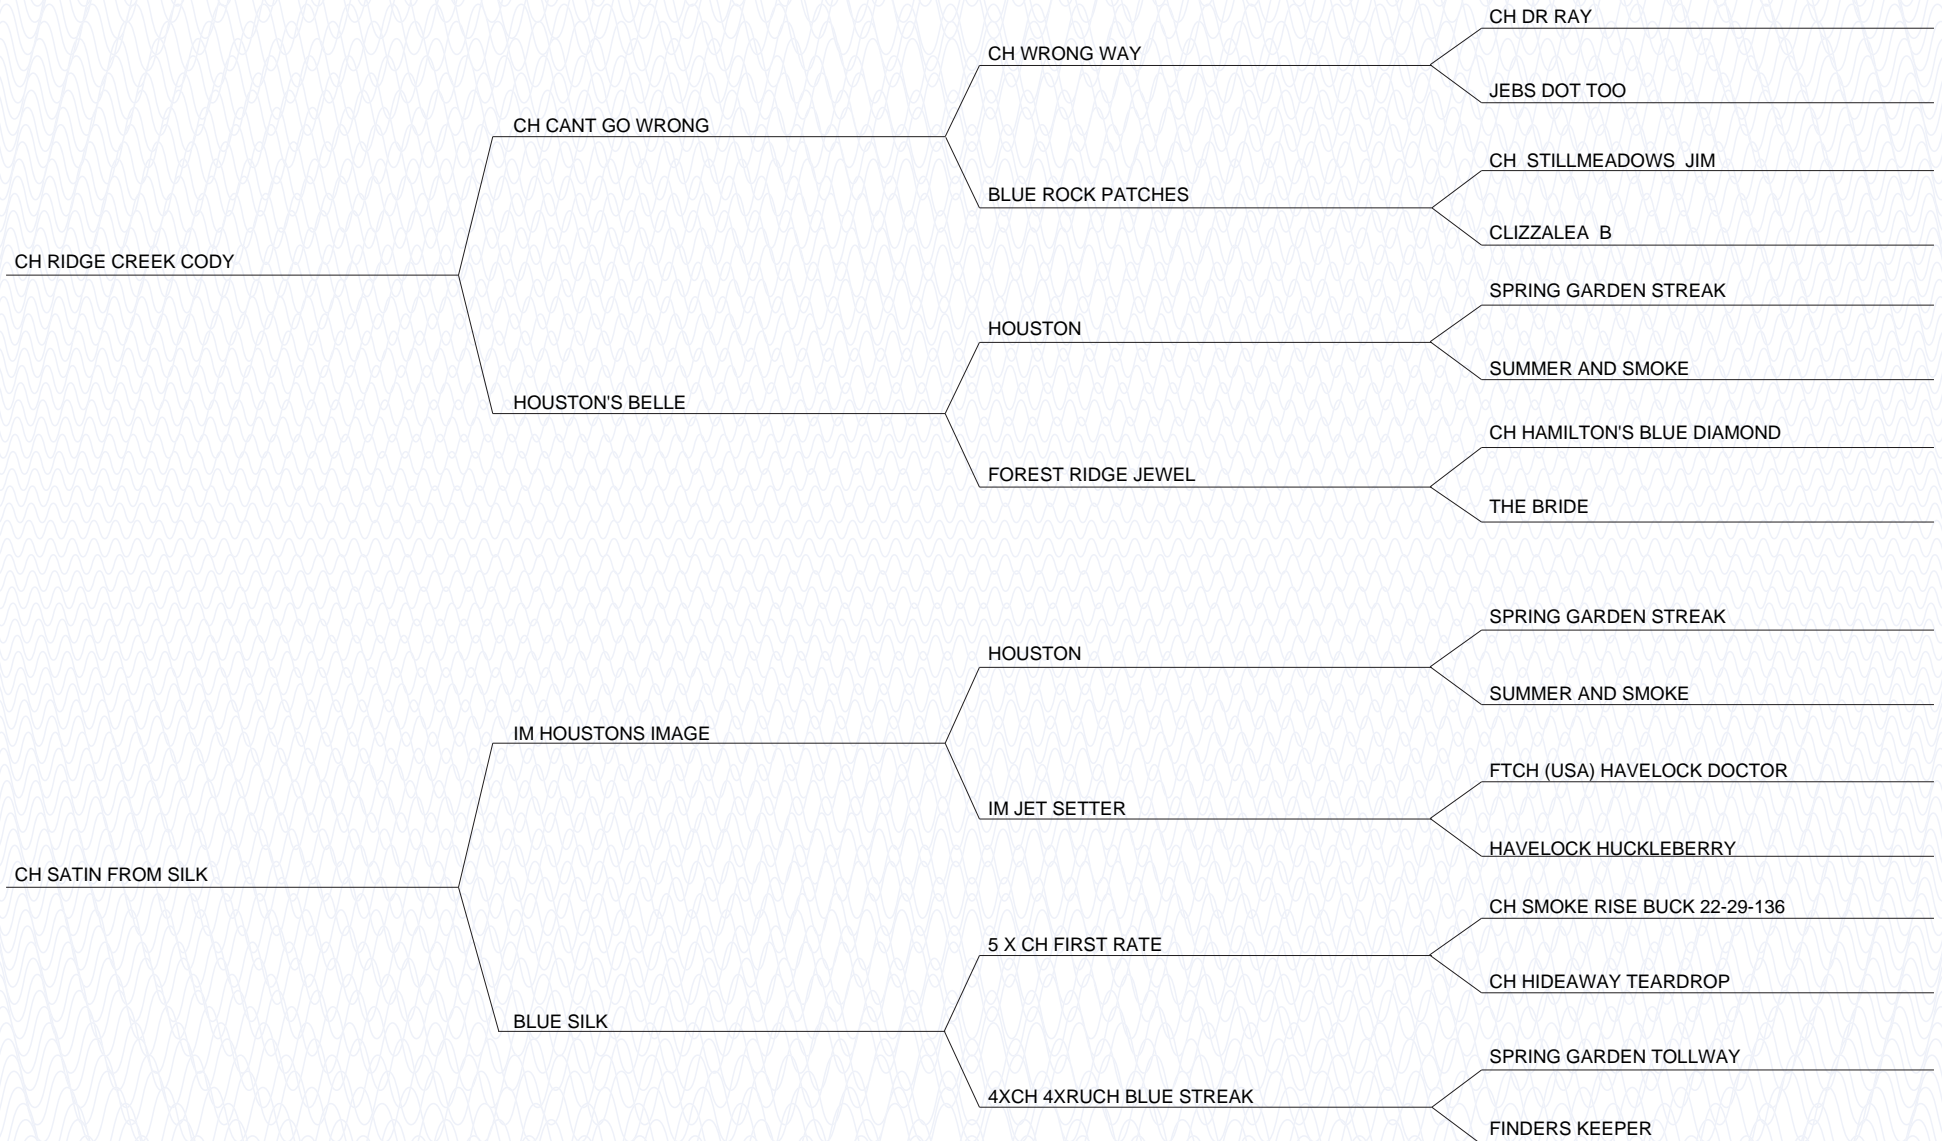 CH DR RAY
CH WRONG WAY
JEBS DOT TOO
CH CANT GO WRONG
CH  STILLMEADOWS  JIM
BLUE ROCK PATCHES
CLIZZALEA  B
CH RIDGE CREEK CODY
SPRING GARDEN STREAK
HOUSTON
SUMMER AND SMOKE
HOUSTON'S BELLE
CH HAMILTON'S BLUE DIAMOND
FOREST RIDGE JEWEL
THE BRIDE
SPRING GARDEN STREAK
HOUSTON
SUMMER AND SMOKE
IM HOUSTONS IMAGE
FTCH (USA) HAVELOCK DOCTOR
IM JET SETTER
HAVELOCK HUCKLEBERRY
CH SATIN FROM SILK
CH SMOKE RISE BUCK 22-29-136
5 X CH FIRST RATE
CH HIDEAWAY TEARDROP
BLUE SILK
SPRING GARDEN TOLLWAY
4XCH 4XRUCH BLUE STREAK
FINDERS KEEPER